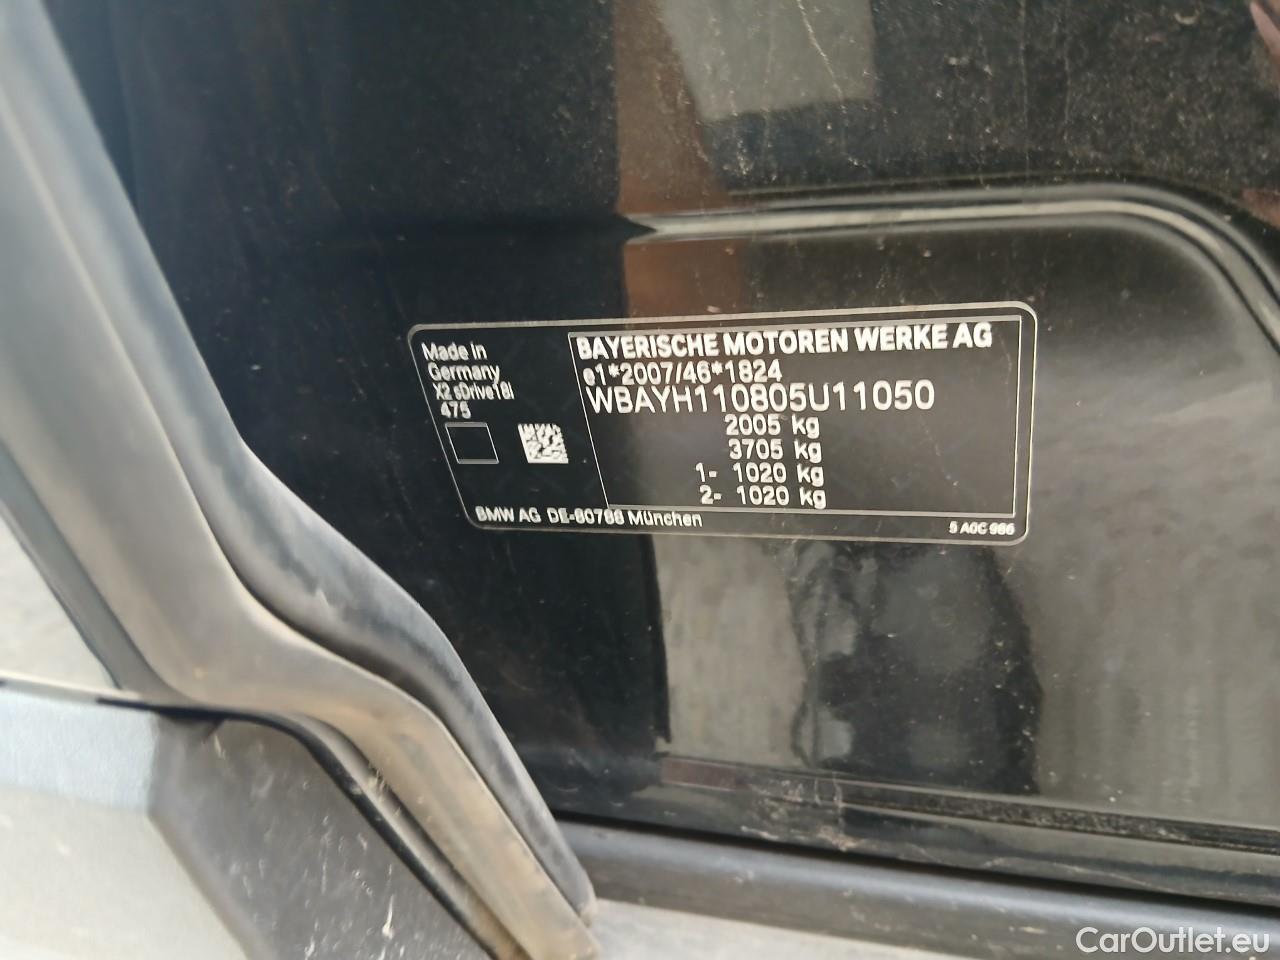 Made in
Germany
X2 sDrive18i
475
BAYERISCHE MOTOREN WERKE AG
e1*2007/46*1824
WBAYH110805U11050
2005 kg
3705 kg
1- 1020 kg
2- 1020 kg
BMW AG DE-80788 München
5 A0C 986
CarOutlet.eu